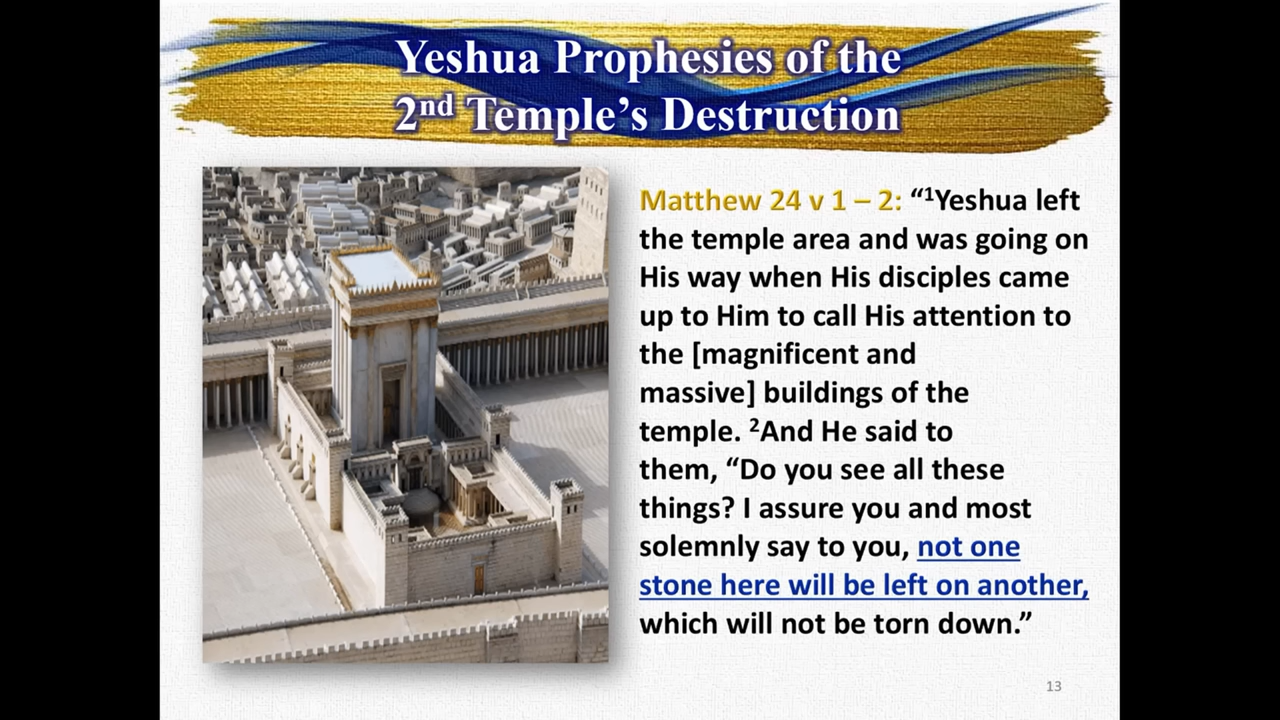 Yeshua Prophesies of the
2nd Temple's Destruction
Matthew 24 v 1 – 2: “1Yeshua left
the temple area and was going on
His way when His disciples came
up to Him to call His attention to
the [magnificent and
massive] buildings of the
temple. 2And He said to
them, “Do you see all these
things? I assure you and most
solemnly say to you, not one
stone here will be left on another,
which will not be torn down.”
13